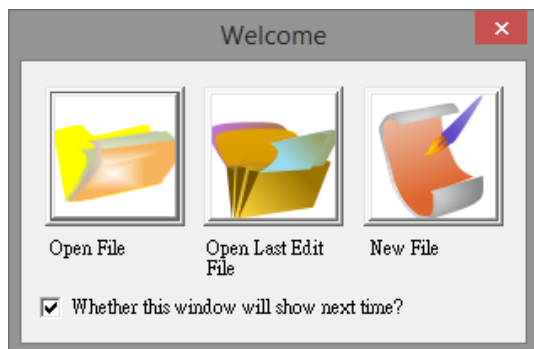 Welcome
Open File
Open Last Edit
File
New File
Whether this window will show next time?